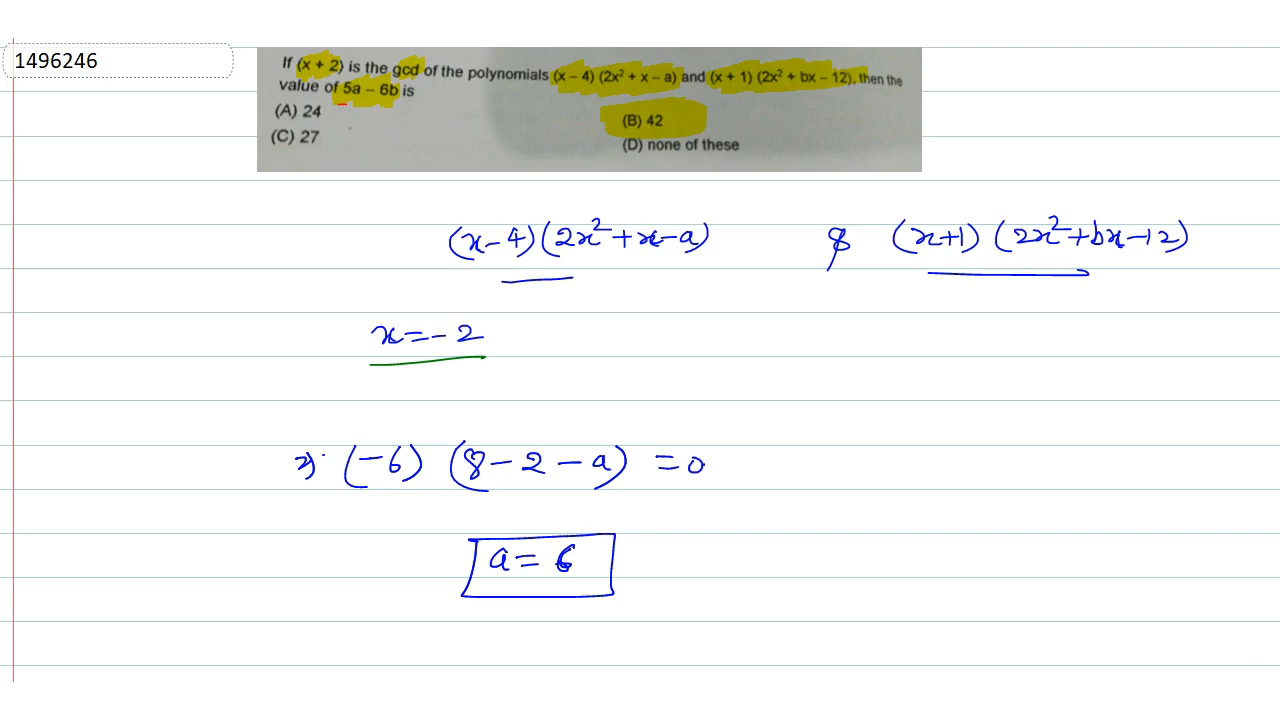 1496246
If (x + 2) is the gcd of the polynomials (x – 4) (2x² + x – a) and (x + 1) (2x² + bx – 12), then the
value of 5a – 6b is
(A) 24
(B) 42
(C) 27
(D) none of these
(x-4)(2x²+x-a) & (x+1) (2x²+bx-12)
x=-2
⇒ (-6) (8-2-a) =0
a= 6